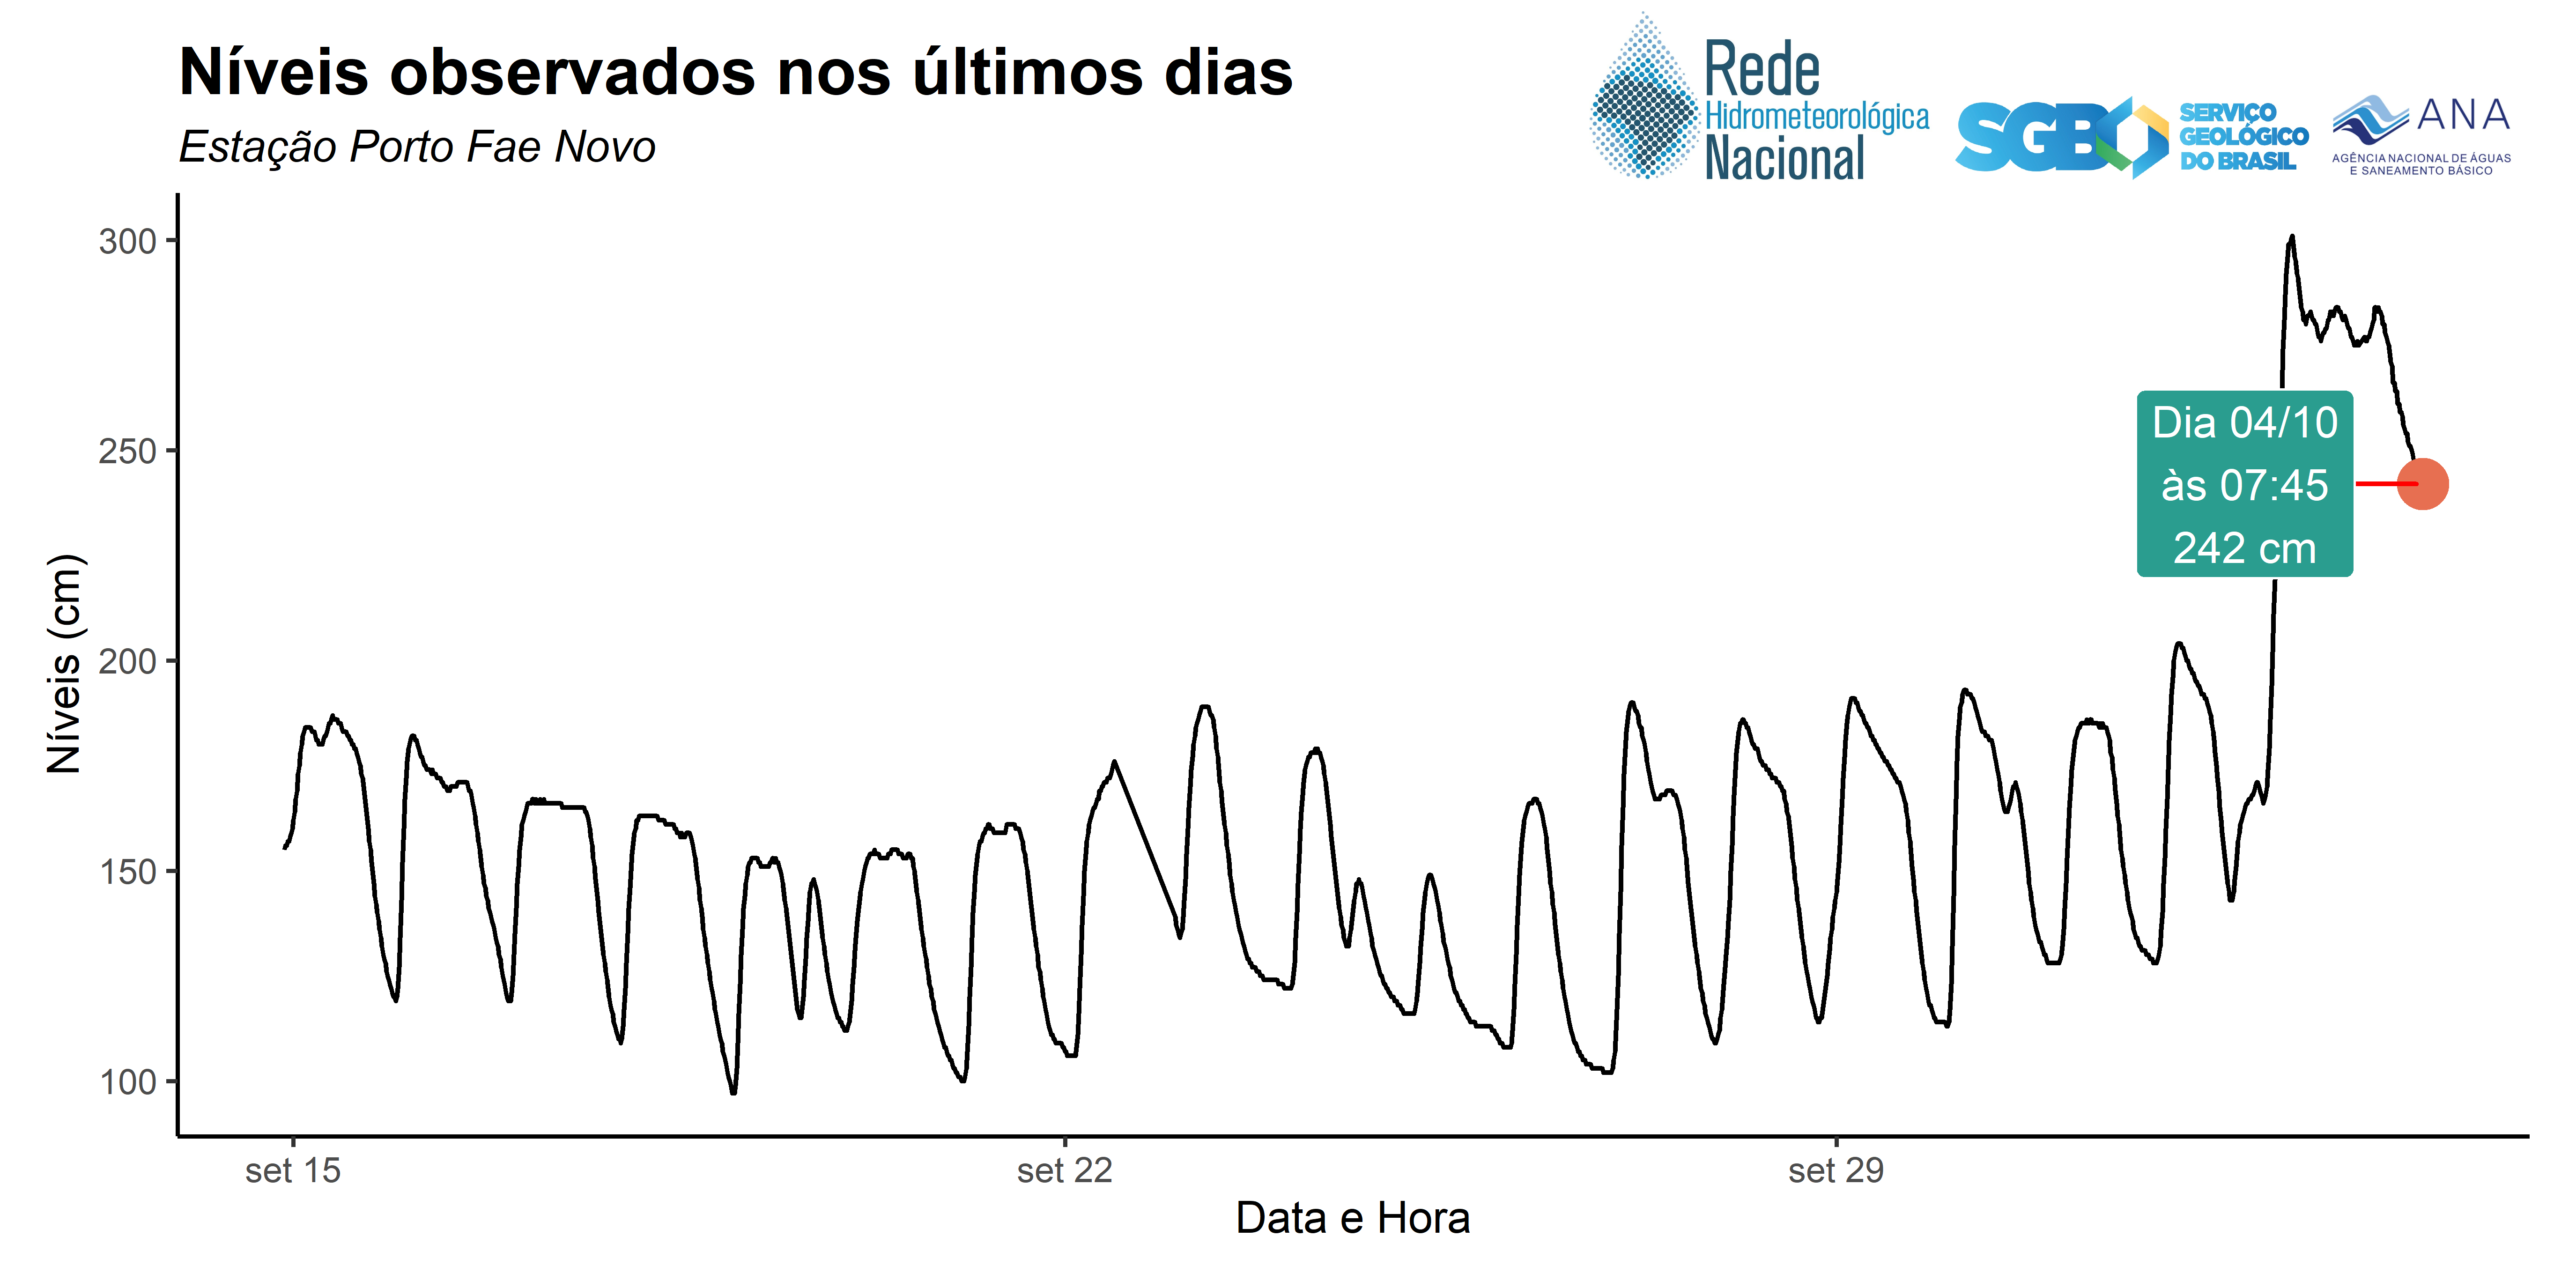 Níveis observados nos últimos dias
Estação Porto Fae Novo
Rede
Hidrometeorológica
Nacional
SGB
SERVIÇO
GEOLÓGICO
DO BRASIL
ANA
AGÊNCIA NACIONAL DE ÁGUAS
E SANEAMENTO BÁSICO
Níveis (cm)
300
250
200
150
100
Dia 04/10
às 07:45
242 cm
set 15
set 22
set 29
Data e Hora